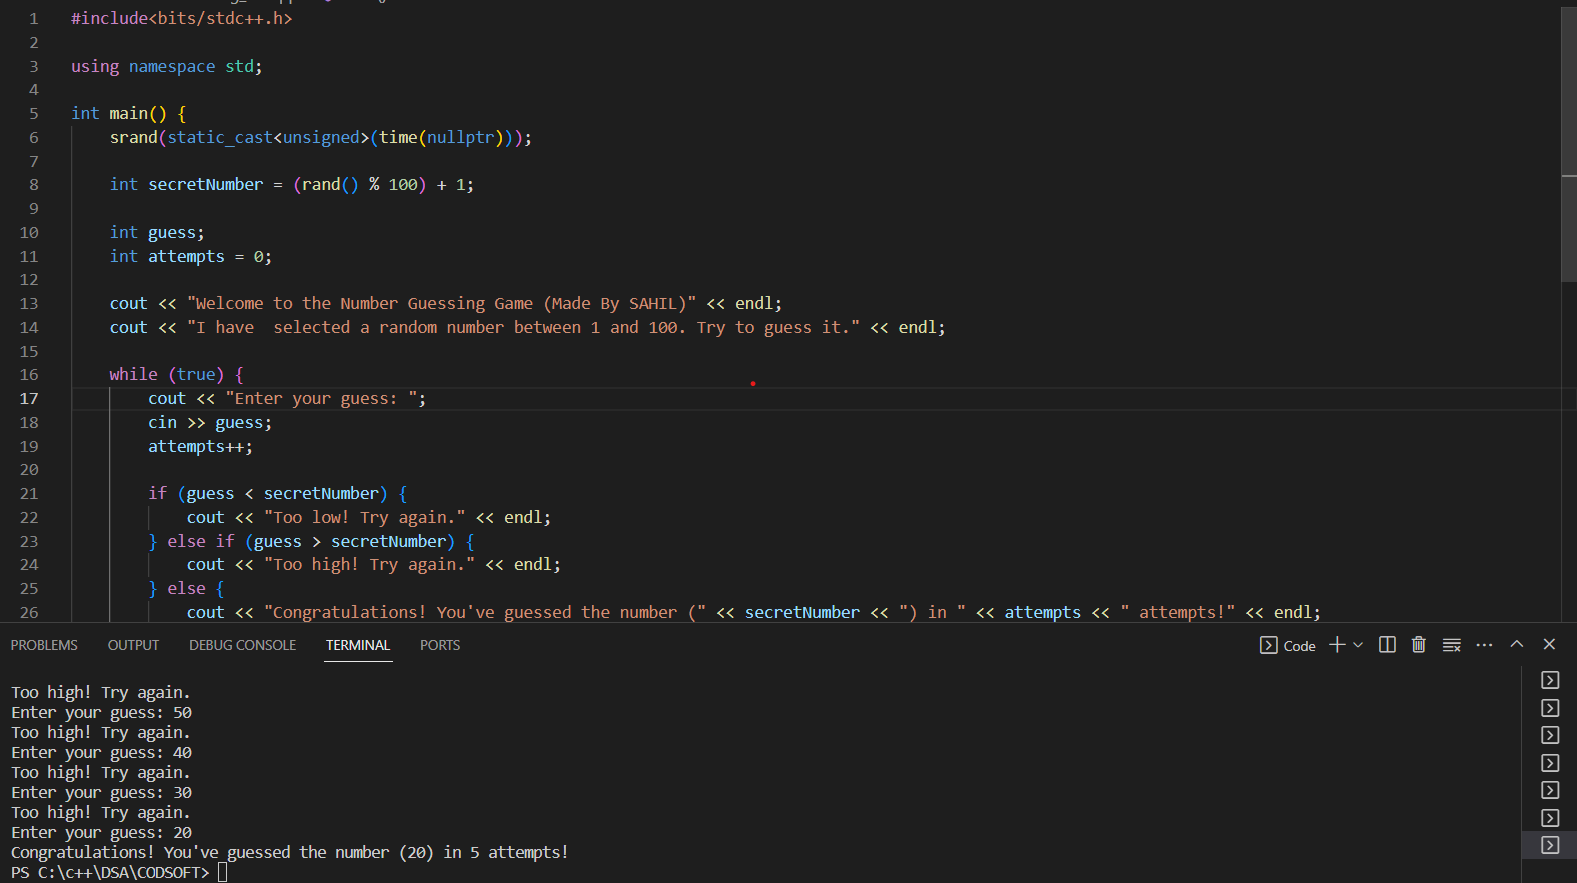 1 #include<bits/stdc++.h>
2
3 using namespace std;
4
5 int main() {
6 srand(static_cast<unsigned>(time(nullptr)));
7
8 int secretNumber = (rand() % 100) + 1;
9
10 int guess;
11 int attempts = 0;
12
13 cout << "Welcome to the Number Guessing Game (Made By SAHIL)" << endl;
14 cout << "I have  selected a random number between 1 and 100. Try to guess it." << endl;
15
16 while (true) {
17 cout << "Enter your guess: ";
18 cin >> guess;
19 attempts++;
20
21 if (guess < secretNumber) {
22 cout << "Too low! Try again." << endl;
23 } else if (guess > secretNumber) {
24 cout << "Too high! Try again." << endl;
25 } else {
26 cout << "Congratulations! You've guessed the number (" << secretNumber << ") in " << attempts << " attempts!" << endl;
PROBLEMS OUTPUT DEBUG CONSOLE TERMINAL PORTS Code
Too high! Try again.
Enter your guess: 50
Too high! Try again.
Enter your guess: 40
Too high! Try again.
Enter your guess: 30
Too high! Try again.
Enter your guess: 20
Congratulations! You've guessed the number (20) in 5 attempts!
PS C:\c++\DSA\CODSOFT>